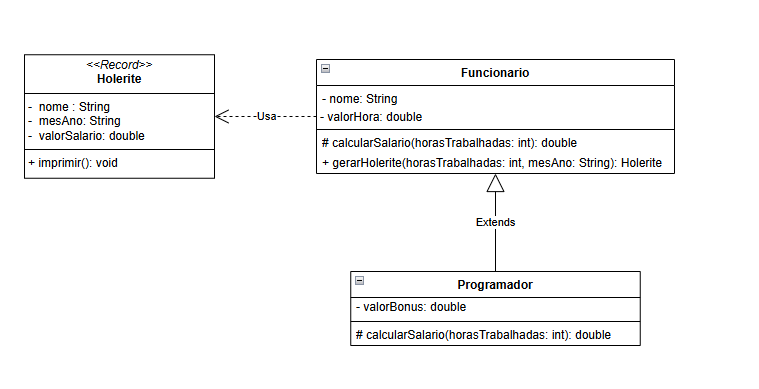 <<Record>>
Holerite
- nome : String
- mesAno: String
- valorSalario: double
+ imprimir(): void
Usa
Funcionario
- nome: String
- valorHora: double
# calcularSalario(horasTrabalhadas: int): double
+ gerarHolerite(horasTrabalhadas: int, mesAno: String): Holerite
Extends
Programador
- valorBonus: double
# calcularSalario(horasTrabalhadas: int): double